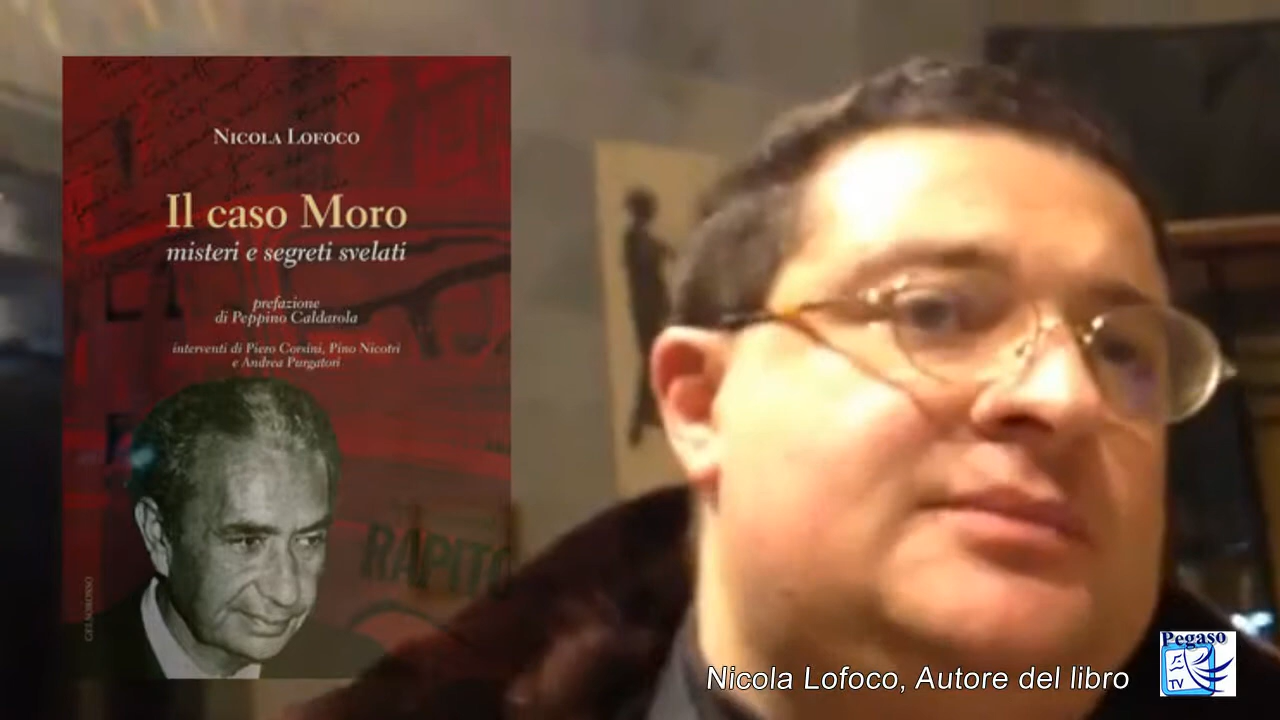 NICOLA LOFOCO
Il caso Moro
misteri e segreti svelati
prefazione
di Peppino Caldarola
interventi di Piero Corsini, Pino Nicotri
e Andrea Purgatori
RAPITO
GELSOROSSO
Nicola Lofoco, Autore del libro
Pegaso
TV